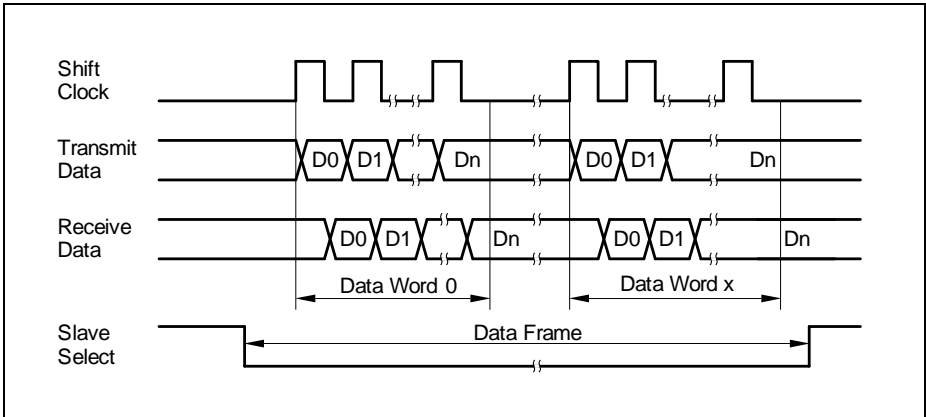 Shift
Clock
Transmit
Data
D0 D1 Dn D0 D1 Dn
Receive
Data
D0 D1 Dn D0 D1 Dn
Data Word 0 Data Word x
Slave
Select
Data Frame